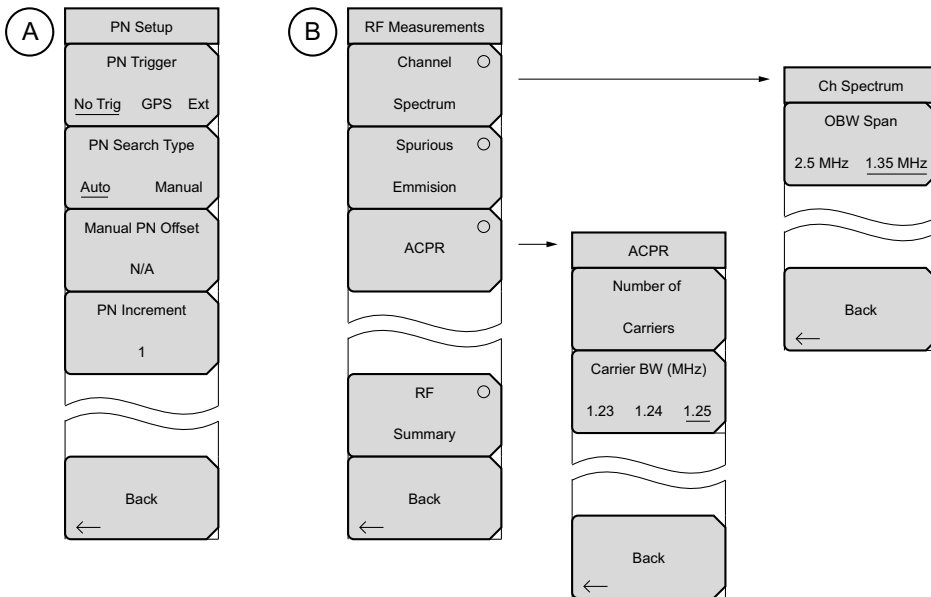 A
PN Setup
PN Trigger
No Trig GPS Ext
PN Search Type
Auto Manual
Manual PN Offset
N/A
PN Increment
1
Back
B
RF Measurements
Channel
Spectrum
Spurious
Emmision
ACPR
RF
Summary
Back
ACPR
Number of
Carriers
Carrier BW (MHz)
1.23 1.24 1.25
Back
Ch Spectrum
OBW Span
2.5 MHz 1.35 MHz
Back